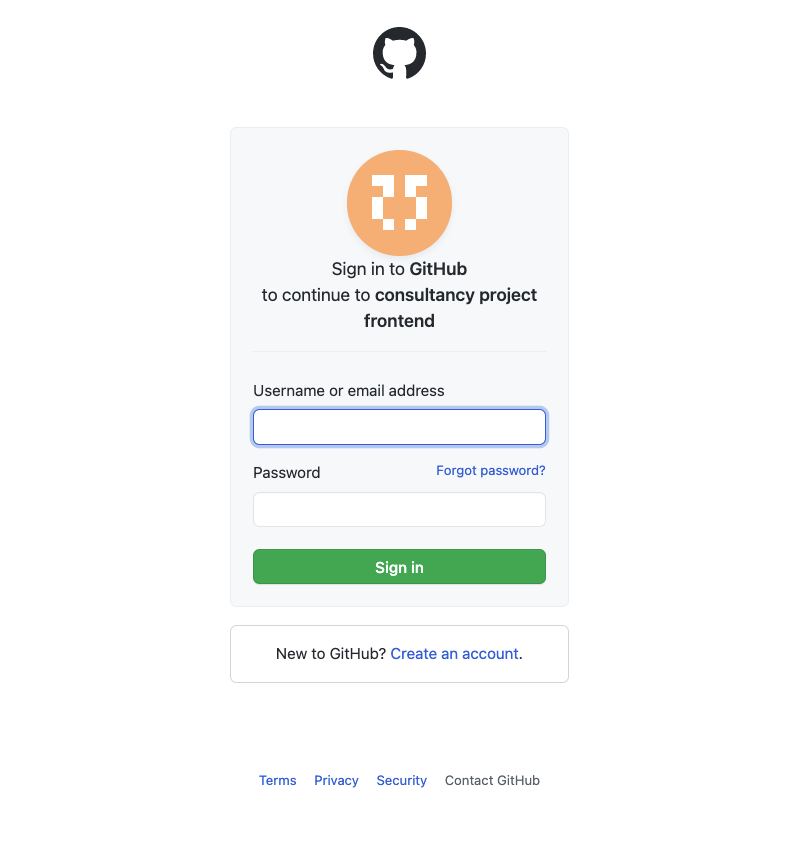 Sign in to GitHub
to continue to consultancy project
frontend
Username or email address
Password
Forgot password?
Sign in
New to GitHub? Create an account.
Terms Privacy Security Contact GitHub